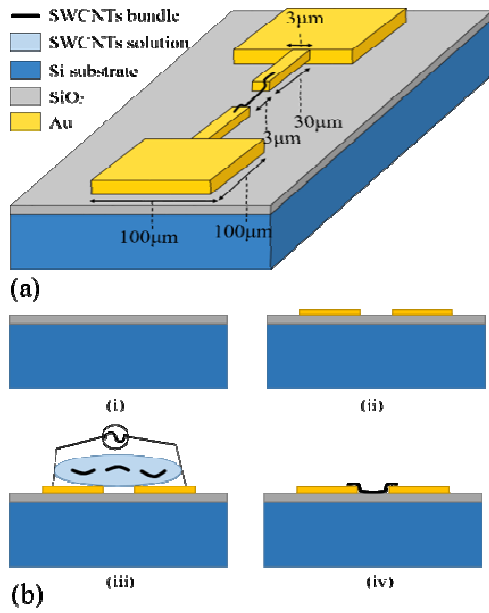 SWCNTs bundle
SWCNTs solution
Si substrate
SiO₂
Au
3μm
30μm
3μm
100μm
100μm
(a)
(i)
(ii)
(iii)
(iv)
(b)